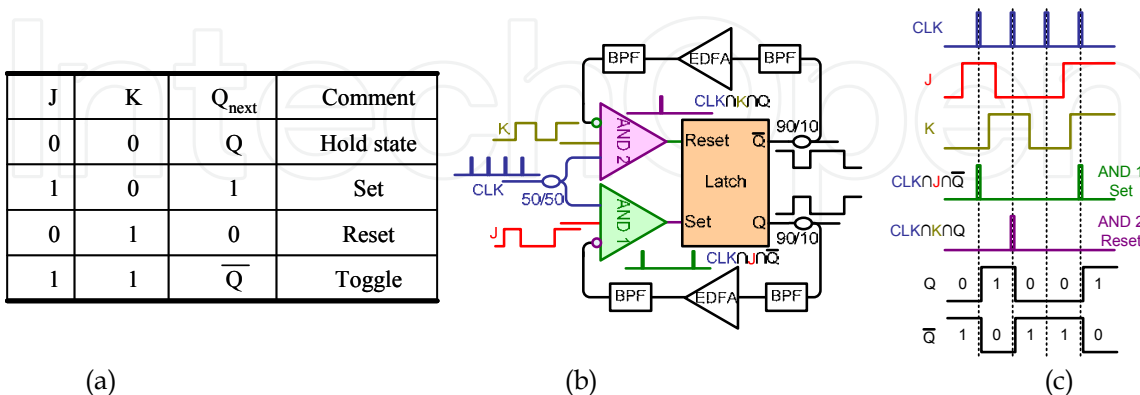 IntechOpen
J K Qnext Comment
0 0 Q Hold state
1 0 1 Set
0 1 0 Reset
1 1 Q̅ Toggle
(a)
BPF EDFA BPF
CLK∩K∩Q
90/10
K
AND 2
Reset Q̅
CLK
50/50
Latch
J
AND 1
Set Q
90/10
CLK∩J∩Q̅
BPF EDFA BPF
(b)
CLK
J
K
CLK∩J∩Q̅ AND 1
Set
CLK∩K∩Q AND 2
Reset
Q 0 1 0 0 1
Q̅ 1 0 1 1 0
(c)